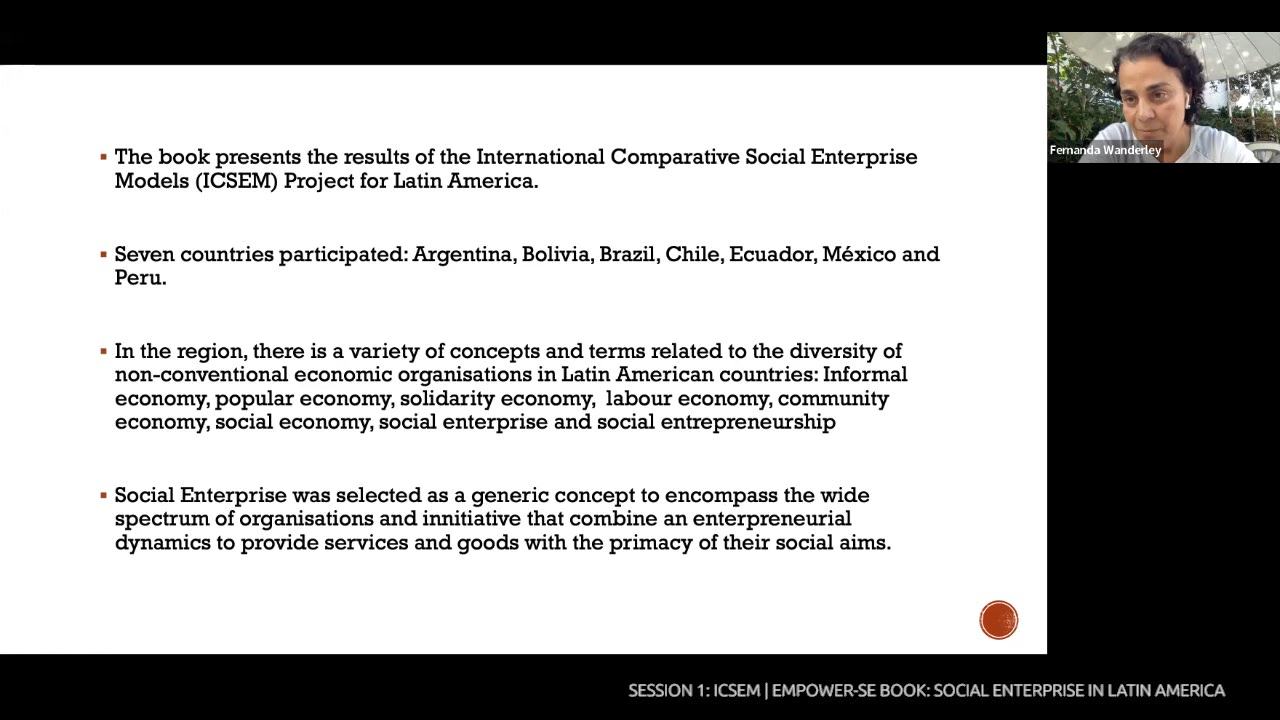 The book presents the results of the International Comparative Social Enterprise
Models (ICSEM) Project for Latin America.
Seven countries participated: Argentina, Bolivia, Brazil, Chile, Ecuador, México and
Peru.
In the region, there is a variety of concepts and terms related to the diversity of
non-conventional economic organisations in Latin American countries: Informal
economy, popular economy, solidarity economy, labour economy, community
economy, social economy, social enterprise and social entrepreneurship
Social Enterprise was selected as a generic concept to encompass the wide
spectrum of organisations and innitiative that combine an enterpreneurial
dynamics to provide services and goods with the primacy of their social aims.
Fernanda Wanderley
SESSION 1: ICSEM | EMPOWER-SE BOOK: SOCIAL ENTERPRISE IN LATIN AMERICA